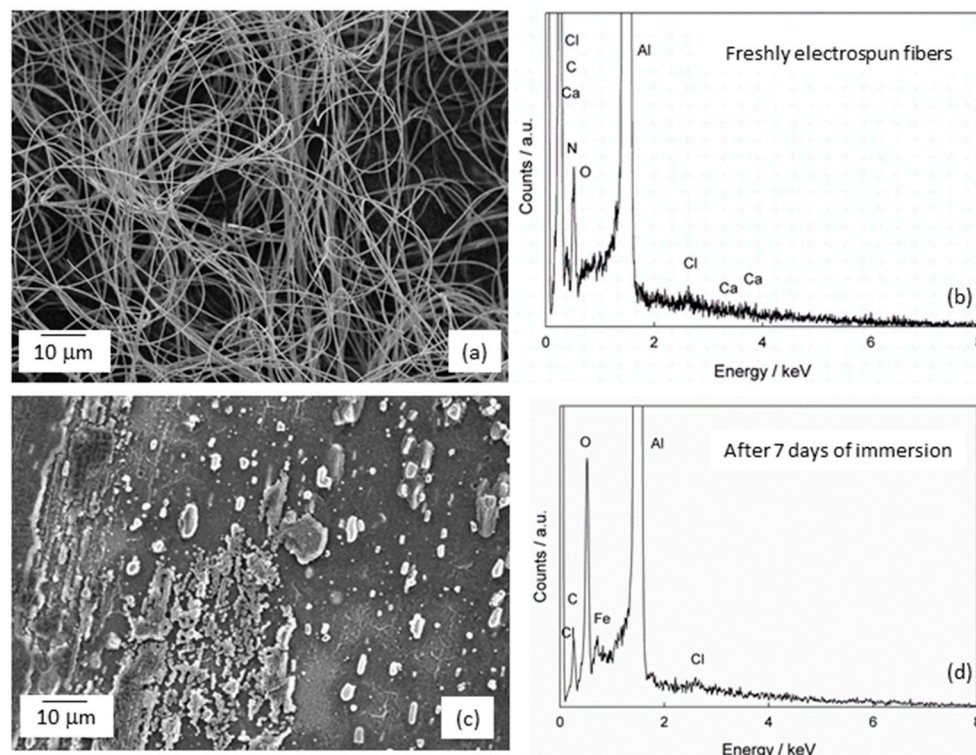 10 µm
(a)
Counts / a.u.
Cl
C
Ca
N
O
Al
Freshly electrospun fibers
Cl
Ca
Ca
(b)
0
2
4
6
8
Energy / keV
10 µm
(c)
Counts / a.u.
O
Al
After 7 days of immersion
C
Cl
Fe
Cl
(d)
0
2
4
6
8
Energy / keV